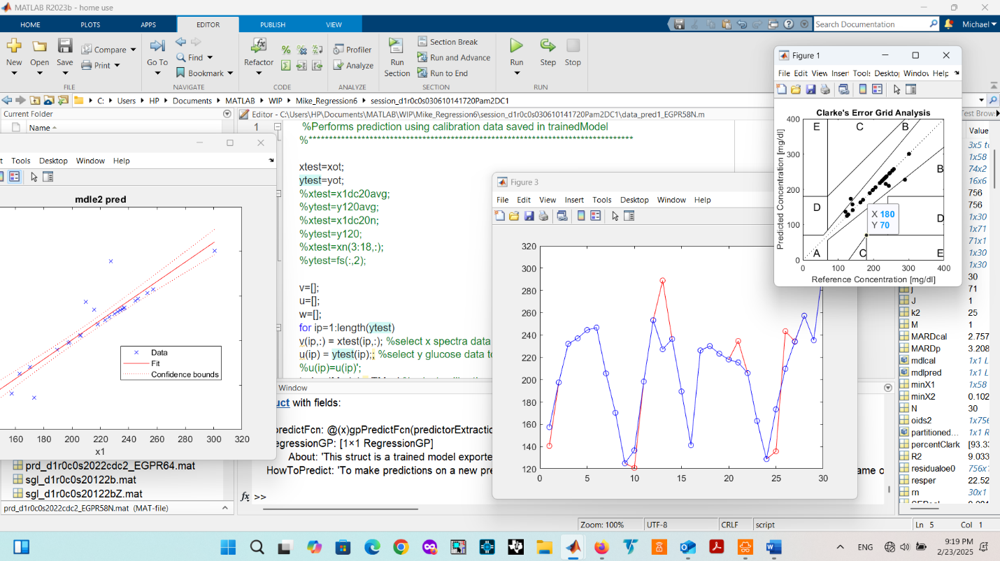 MATLAB R2023b - home use
HOME PLOTS APPS EDITOR PUBLISH VIEW
Search Documentation
Michael
New Open Save
Compare
Print
Go To
Find
Bookmark
Refactor
Profiler
Analyze
Run Section
Section Break
Run and Advance
Run to End
Run Step Stop
FILE NAVIGATE CODE ANALYZE SECTION RUN
C: Users HP Documents MATLAB WIP Mike_Regression6 session_d1r0c0s030610141720Pam2DC1
Current Folder
Name
Editor - C:\Users\HP\Documents\MATLAB\WIP\Mike_Regression6\session_d1r0c0s030610141720Pam2DC1\data_pred1_EGPR58N.m
1
%Performs prediction using calibration data saved in trainedModel
xtest=xot;
ytest=yot;
%xtest=x1dc20avg;
%ytest=y120avg;
%xtest=x1dc20n;
%ytest=y120;
%xtest=xn(3:18,:);
%ytest=fs(:,2);
v=[];
u=[];
w=[];
for ip=1:length(ytest)
v(ip,:) = xtest(ip,:); %select x spectra data
u(ip) = ytest(ip);; %select y glucose data to
%u(ip)=u(ip)';
Window
uct with fields:
predictFcn: @(x)gpPredictFcn(predictorExtractio
egressionGP: [1×1 RegressionGP]
About: 'This struct is a trained model exporte
HowToPredict: 'To make predictions on a new pre
ame o
fx >>
t Tools Desktop Window Help
mdle2 pred
Data
Fit
Confidence bounds
160 180 200 220 240 260 280 300 320
x1
prd_d1r0c0s2022cdc2_EGPR64.mat
sgl_d1r0c0s20122b.mat
sgl_d1r0c0s20122bZ.mat
prd_d1r0c0s2022cdc2_EGPR58N.mat (MAT-file)
Figure 3
File Edit View Insert Tools Desktop Window Help
320
300
280
260
240
220
200
180
160
140
120
0 5 10 15 20 25 30
Figure 1
File Edit View Insert Tools Desktop Window Help
Clarke's Error Grid Analysis
Predicted Concentration [mg/dl]
400
300
200
100
0
E C B
B
D
D
A C E
X 180
Y 70
0 100 200 300 400
Reference Concentration [mg/dl]
Test Brows
Value
3x5 t
1x58
74x2
16x6
756
756
1x30
1x71
71x1
1x30
1x30
30
j 71
J 1
k2 25
M 1
MARDcal 2.757
MARDp 3.208
mdlcal 1x1 L
mdlpred 1x1 L
minX1 1x58
minX2 0.102
N 30
oids2 1x756
partitioned... 1x1 R
percentClark [93.33
R2 9.033
residualoe0 756x
resper 22.52
rn 30x1
Zoom: 100% UTF-8 CRLF script Ln 5 Col 1
ENG
9:19 PM
2/23/2025